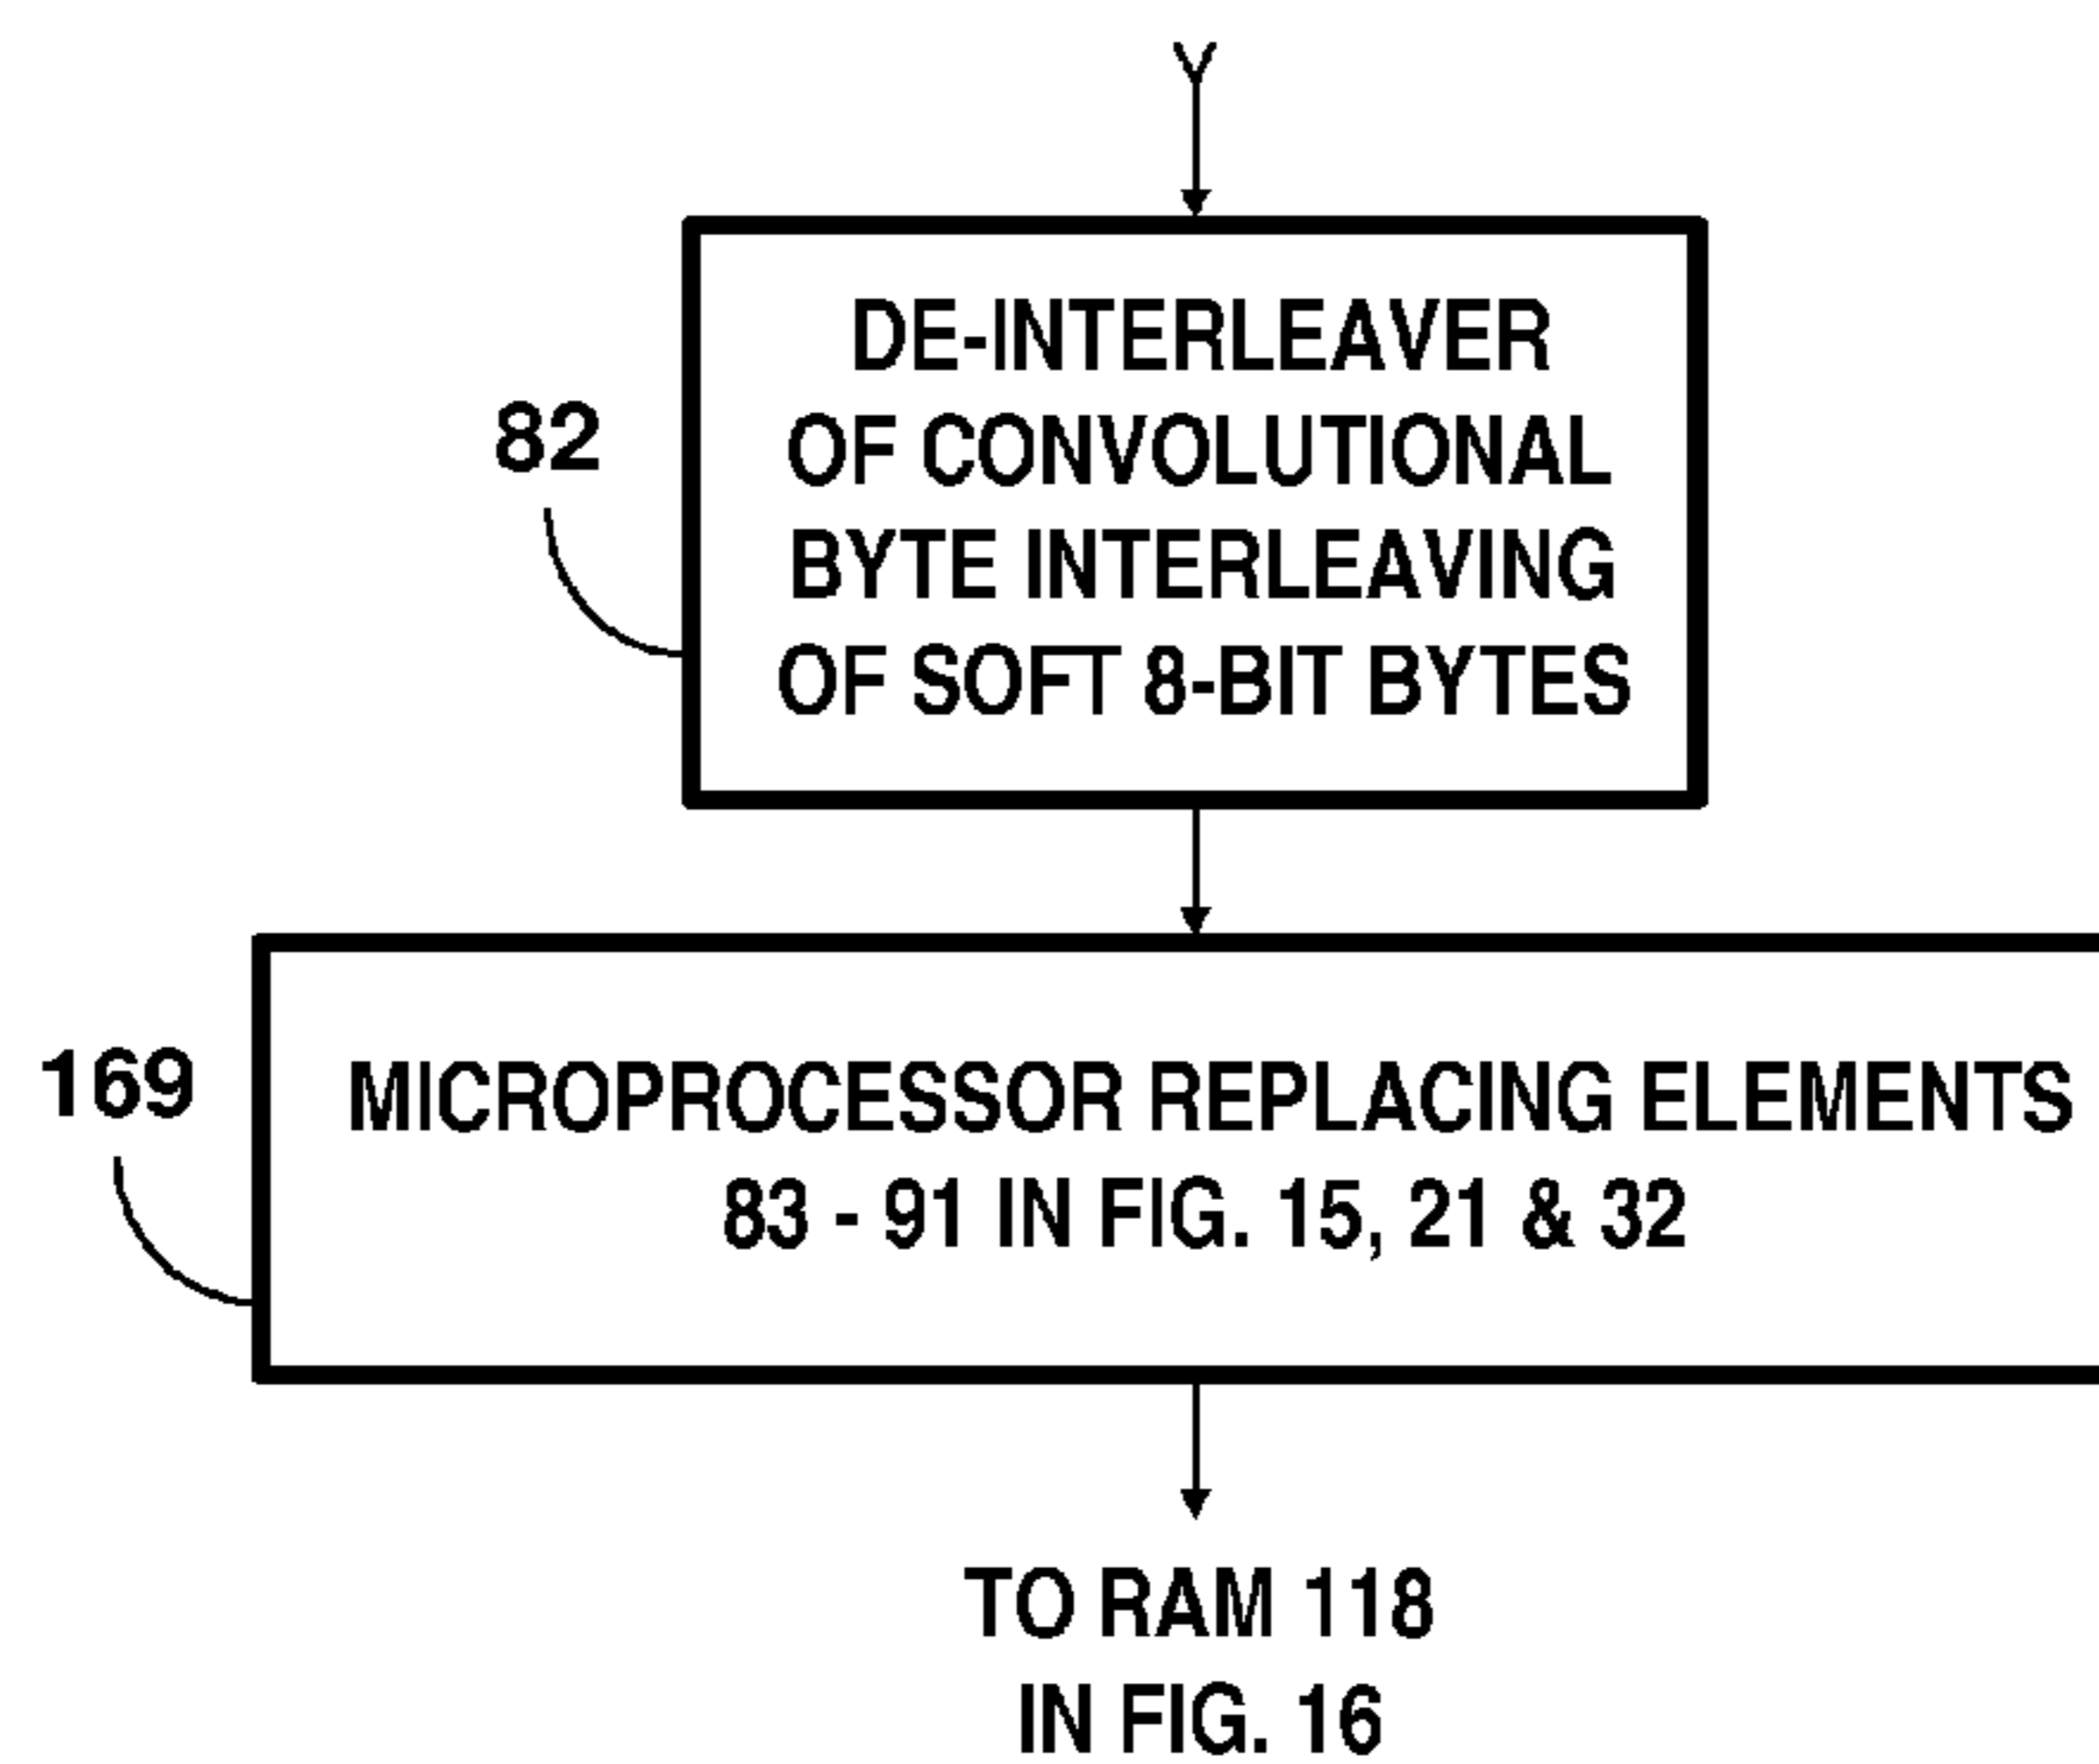 DE-INTERLEAVER
OF CONVOLUTIONAL
BYTE INTERLEAVING
OF SOFT 8-BIT BYTES
82
169
MICROPROCESSOR REPLACING ELEMENTS
83 - 91 IN FIG. 15, 21 & 32
TO RAM 118
IN FIG. 16